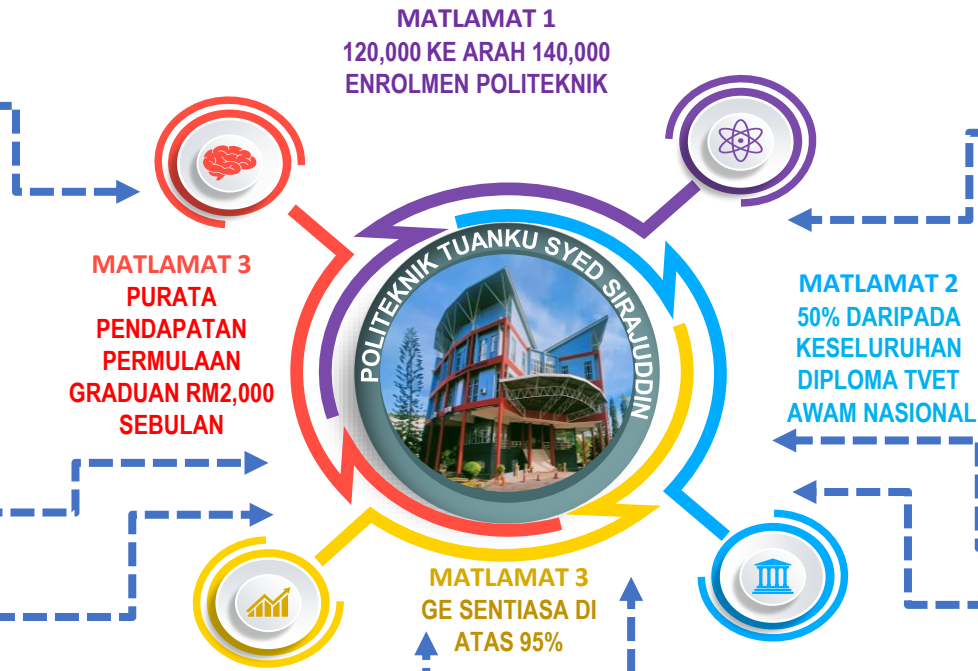 MATLAMAT 1
120,000 KE ARAH 140,000
ENROLMEN POLITEKNIK
POLITEKNIK TUANKU SYED SIRAJUDDIN
MATLAMAT 3
PURATA
PENDAPATAN
PERMULAAN
GRADUAN RM2,000
SEBULAN
MATLAMAT 2
50% DARIPADA
KESELURUHAN
DIPLOMA TVET
AWAM NASIONAL
MATLAMAT 3
GE SENTIASA DI
ATAS 95%